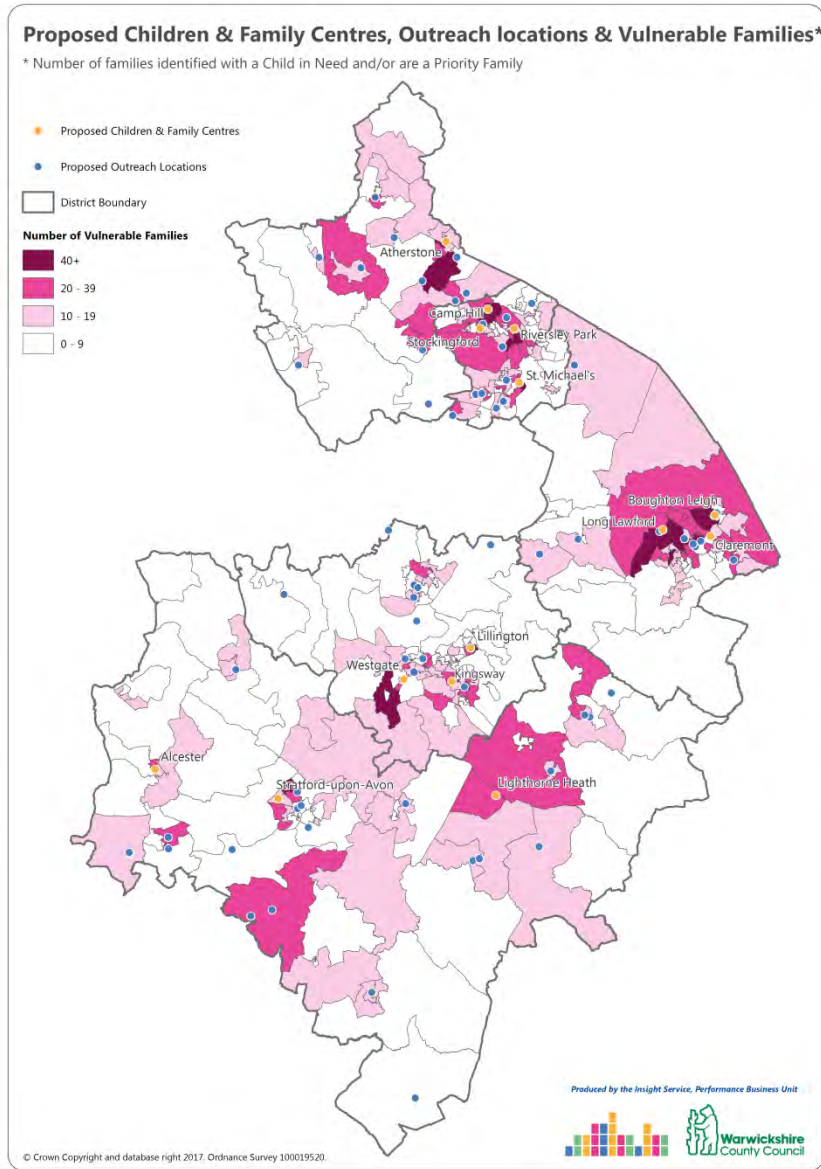 Proposed Children & Family Centres, Outreach locations & Vulnerable Families*
* Number of families identified with a Child in Need and/or are a Priority Family
Proposed Children & Family Centres
Proposed Outreach Locations
District Boundary
Number of Vulnerable Families
40+
20 - 39
10 - 19
0 - 9
Atherstone
Camp Hill
Riversley Park
Stockingford
St. Michael's
Boughton Leigh
Long Lawford
Claremont
Lillington
Westgate
Kingsway
Alcester
Stratford-upon-Avon
Lighthorne Heath
Produced by the Insight Service, Performance Business Unit
Warwickshire
County Council
© Crown Copyright and database right 2017. Ordnance Survey 100019520.